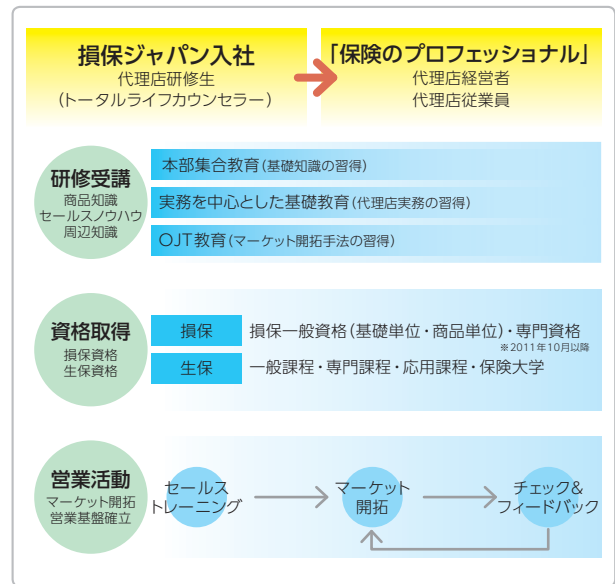 損保ジャパン入社
代理店研修生
(トータルライフカウンセラー)
「保険のプロフェッショナル」
代理店経営者
代理店従業員
研修受講
商品知識
セールスノウハウ
周辺知識
本部集合教育(基礎知識の習得)
実務を中心とした基礎教育(代理店実務の習得)
OJT教育(マーケット開拓手法の習得)
資格取得
損保資格
生保資格
損保 損保一般資格(基礎単位・商品単位)・専門資格
※2011年10月以降
生保 一般課程・専門課程・応用課程・保険大学
営業活動
マーケット開拓
営業基盤確立
セールス
トレーニング
マーケット
開拓
チェック&
フィードバック